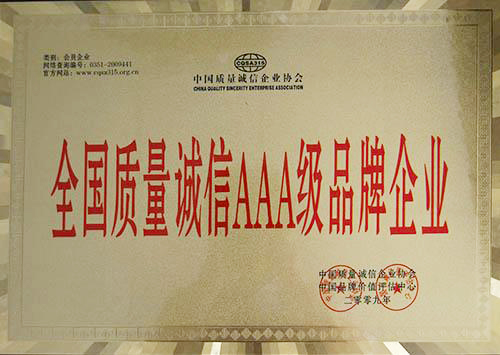 类别：会员企业
网络查询编号：0351-2009441
官方网站：www.cqsa315.org.cn
CQSA315
中国质量诚信企业协会
CHINA QUALITY SINCERITY ENTERPRISE ASSOCIATION
全国质量诚信AAA级品牌企业
中国质量诚信企业协会
中国品牌价值评估中心
二零零九年